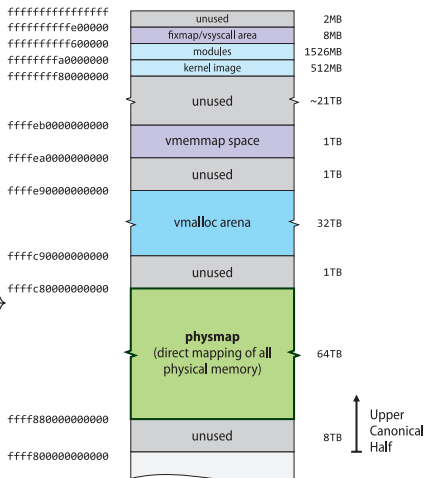 ffffffffffffffff
unused 2MB
ffffffffffe00000
fixmap/vsyscall area 8MB
ffffffffff600000
modules 1526MB
ffffffffa0000000
kernel image 512MB
ffffffff80000000
unused ~21TB
ffffeb0000000000
vmemmap space 1TB
ffffea0000000000
unused 1TB
ffffe90000000000
vmalloc arena 32TB
ffffc90000000000
unused 1TB
ffffc80000000000
physmap
(direct mapping of all 64TB
physical memory)
ffff880000000000
unused 8TB
Upper
Canonical
Half
ffff800000000000